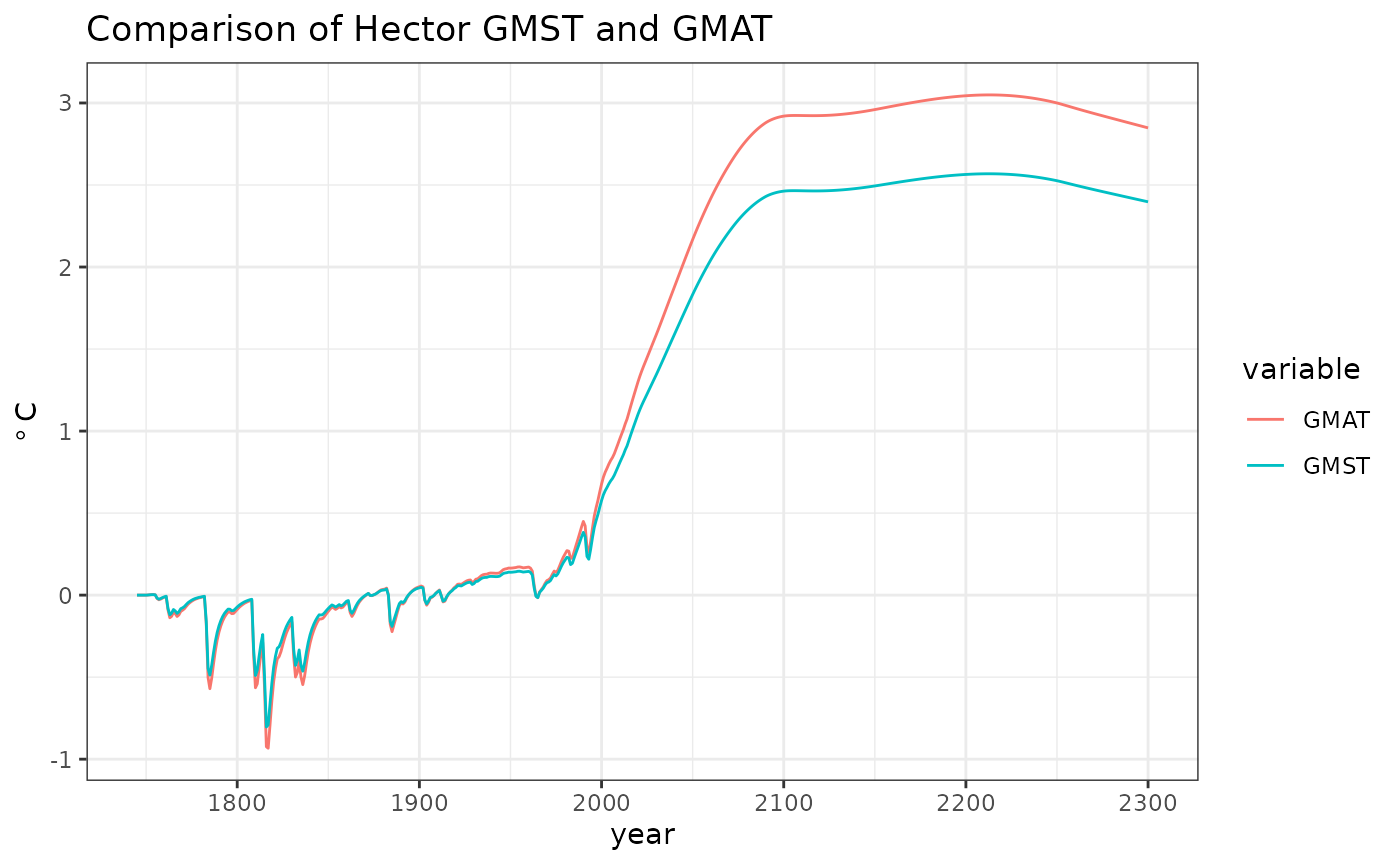 Comparison of Hector GMST and GMAT
3
2
1
0
-1
°C
1800 1900 2000 2100 2200 2300
year
variable
GMAT
GMST